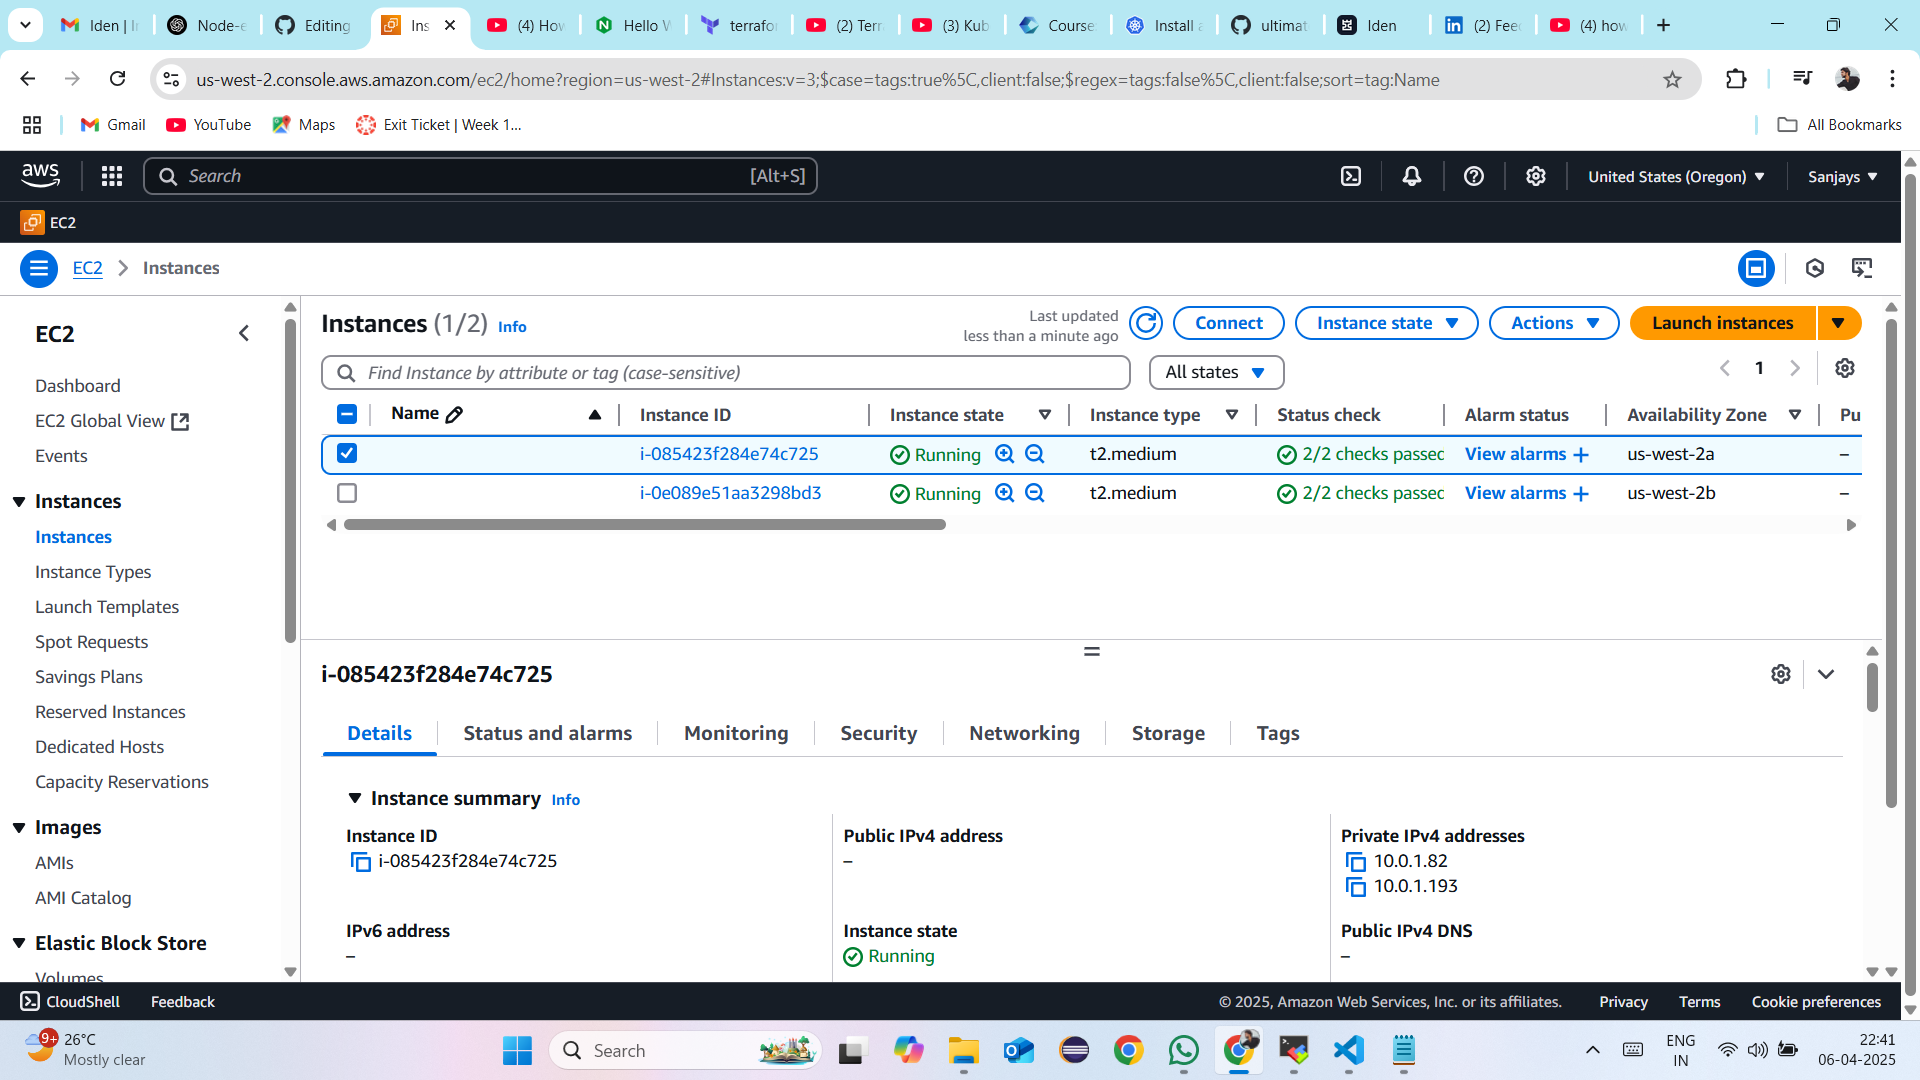 Iden | In
Node-e
Editing
Ins
(4) How
Hello W
terrafor
(2) Terr
(3) Kub
Course
Install a
ultimat
Iden
(2) Fee
(4) how
us-west-2.console.aws.amazon.com/ec2/home?region=us-west-2#Instances:v=3;$case=tags:true%5C,client:false;$regex=tags:false%5C,client:false;sort=tag:Name
Gmail
YouTube
Maps
Exit Ticket | Week 1...
All Bookmarks
aws
Search
[Alt+S]
United States (Oregon)
Sanjays
EC2
EC2
Instances
EC2
Dashboard
EC2 Global View
Events
Instances
Instances
Instance Types
Launch Templates
Spot Requests
Savings Plans
Reserved Instances
Dedicated Hosts
Capacity Reservations
Images
AMIs
AMI Catalog
Elastic Block Store
Volumes
Instances (1/2) Info
Last updated
less than a minute ago
Connect
Instance state
Actions
Launch instances
Find Instance by attribute or tag (case-sensitive)
All states
1
Name Instance ID Instance state Instance type Status check Alarm status Availability Zone Pu
i-085423f284e74c725 Running t2.medium 2/2 checks passec View alarms + us-west-2a –
i-0e089e51aa3298bd3 Running t2.medium 2/2 checks passec View alarms + us-west-2b –
i-085423f284e74c725
Details
Status and alarms
Monitoring
Security
Networking
Storage
Tags
Instance summary Info
Instance ID
i-085423f284e74c725
Public IPv4 address
–
Private IPv4 addresses
10.0.1.82
10.0.1.193
IPv6 address
–
Instance state
Running
Public IPv4 DNS
–
CloudShell
Feedback
© 2025, Amazon Web Services, Inc. or its affiliates.
Privacy
Terms
Cookie preferences
9+
26°C
Mostly clear
Search
ENG
IN
22:41
06-04-2025